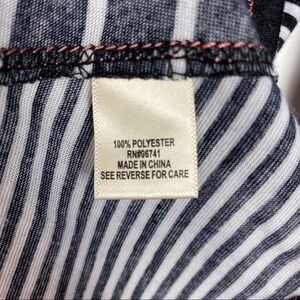 100% POLYESTER
RN#96741
MADE IN CHINA
SEE REVERSE FOR CARE